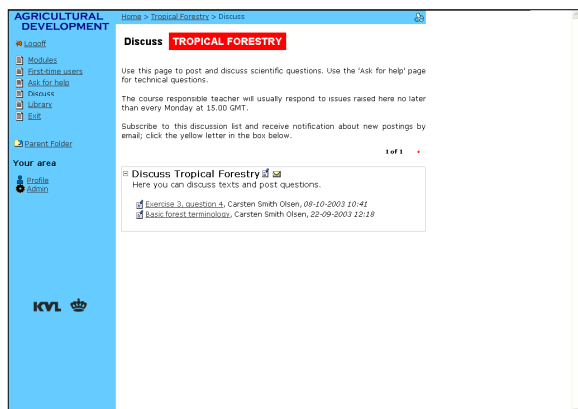 AGRICULTURAL
DEVELOPMENT
Logoff
Modules
First-time users
Ask for help
Discuss
Library
Exit
Parent Folder
Your area
Profile
Admin
KVL
Home > Tropical Forestry > Discuss
Discuss TROPICAL FORESTRY
Use this page to post and discuss scientific questions. Use the 'Ask for help' page
for technical questions.
The course responsible teacher will usually respond to issues raised here no later
than every Monday at 15.00 GMT.
Subscribe to this discussion list and receive notification about new postings by
email; click the yellow letter in the box below.
1 of 1
Discuss Tropical Forestry
Here you can discuss texts and post questions.
Exercise 3, question 4, Carsten Smith Olsen, 08-10-2003 10:41
Basic forest terminology, Carsten Smith Olsen, 22-09-2003 12:18